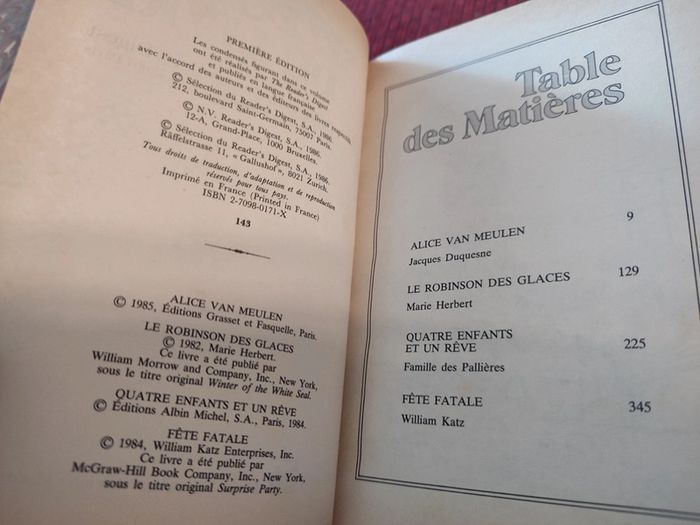 PREMIÈRE ÉDITION
Les condensés figurant dans ce volume
ont été réalisés par The Reader's Digest
et publiés en langue française
avec l'accord des auteurs et des éditeurs des livres respectifs.
© Sélection du Reader's Digest, S.A., 1986.
212, boulevard Saint-Germain, 75007 Paris.
© N.V. Reader's Digest, S.A., 1986.
12-A, Grand-Place, 1000 Bruxelles.
© Sélection du Reader's Digest, S.A., 1986.
Räffelstrasse 11, « Gallushof », 8021 Zurich.
Tous droits de traduction, d'adaptation et de reproduction
réservés pour tous pays.
Imprimé en France (Printed in France)
ISBN 2-7098-0171-X
143
ALICE VAN MEULEN
© 1985, Éditions Grasset et Fasquelle, Paris.
LE ROBINSON DES GLACES
© 1982, Marie Herbert.
Ce livre a été publié par
William Morrow and Company, Inc., New York,
sous le titre original Winter of the White Seal.
QUATRE ENFANTS ET UN RÊVE
© Éditions Albin Michel, S.A., Paris, 1984.
FÊTE FATALE
© 1984, William Katz Enterprises, Inc.
Ce livre a été publié par
McGraw-Hill Book Company, Inc., New York,
sous le titre original Surprise Party.
Table
des Matières
ALICE VAN MEULEN 9
Jacques Duquesne
LE ROBINSON DES GLACES 129
Marie Herbert
QUATRE ENFANTS
ET UN RÊVE 225
Famille des Pallières
FÊTE FATALE 345
William Katz